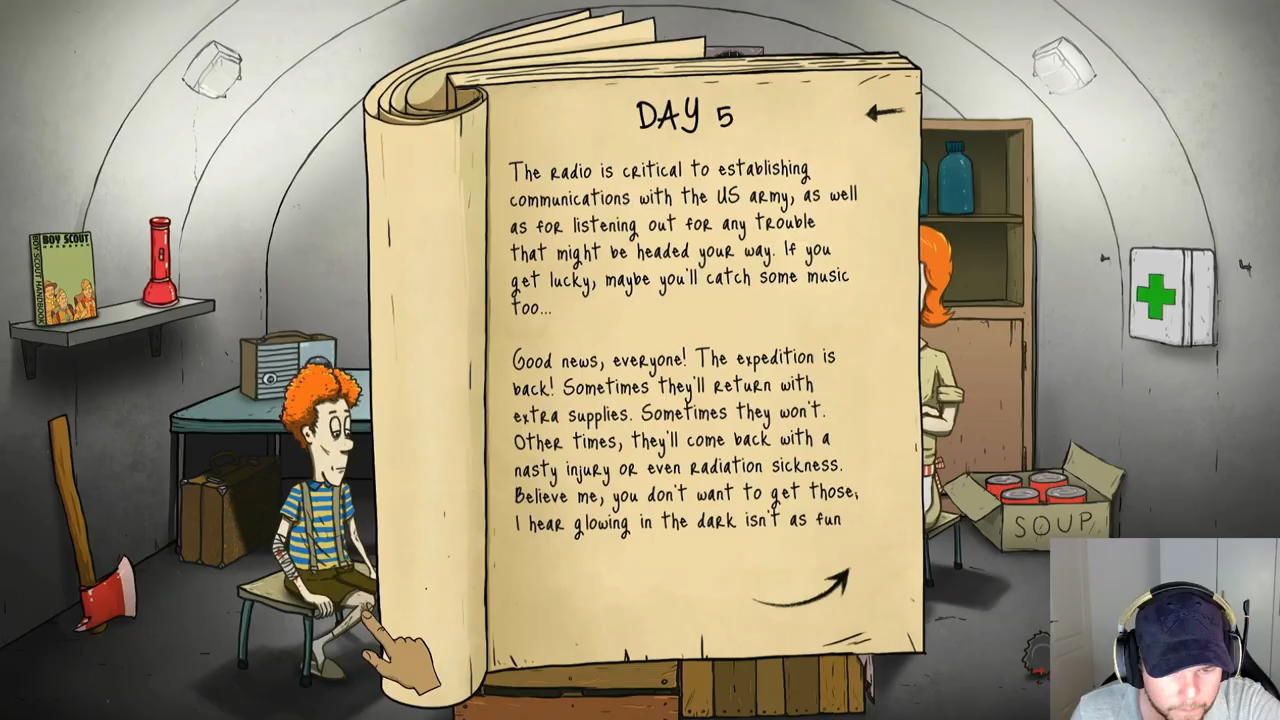 DAY 5
The radio is critical to establishing
communications with the US army, as well
as for listening out for any trouble
that might be headed your way. If you
get lucky, maybe you'll catch some music
too...
Good news, everyone! The expedition is
back! Sometimes they'll return with
extra supplies. Sometimes they won't.
Other times, they'll come back with a
nasty injury or even radiation sickness.
Believe me, you don't want to get those;
I hear glowing in the dark isn't as fun
BOY SCOUT
BOY SCOUT HANDBOOK
SOUP